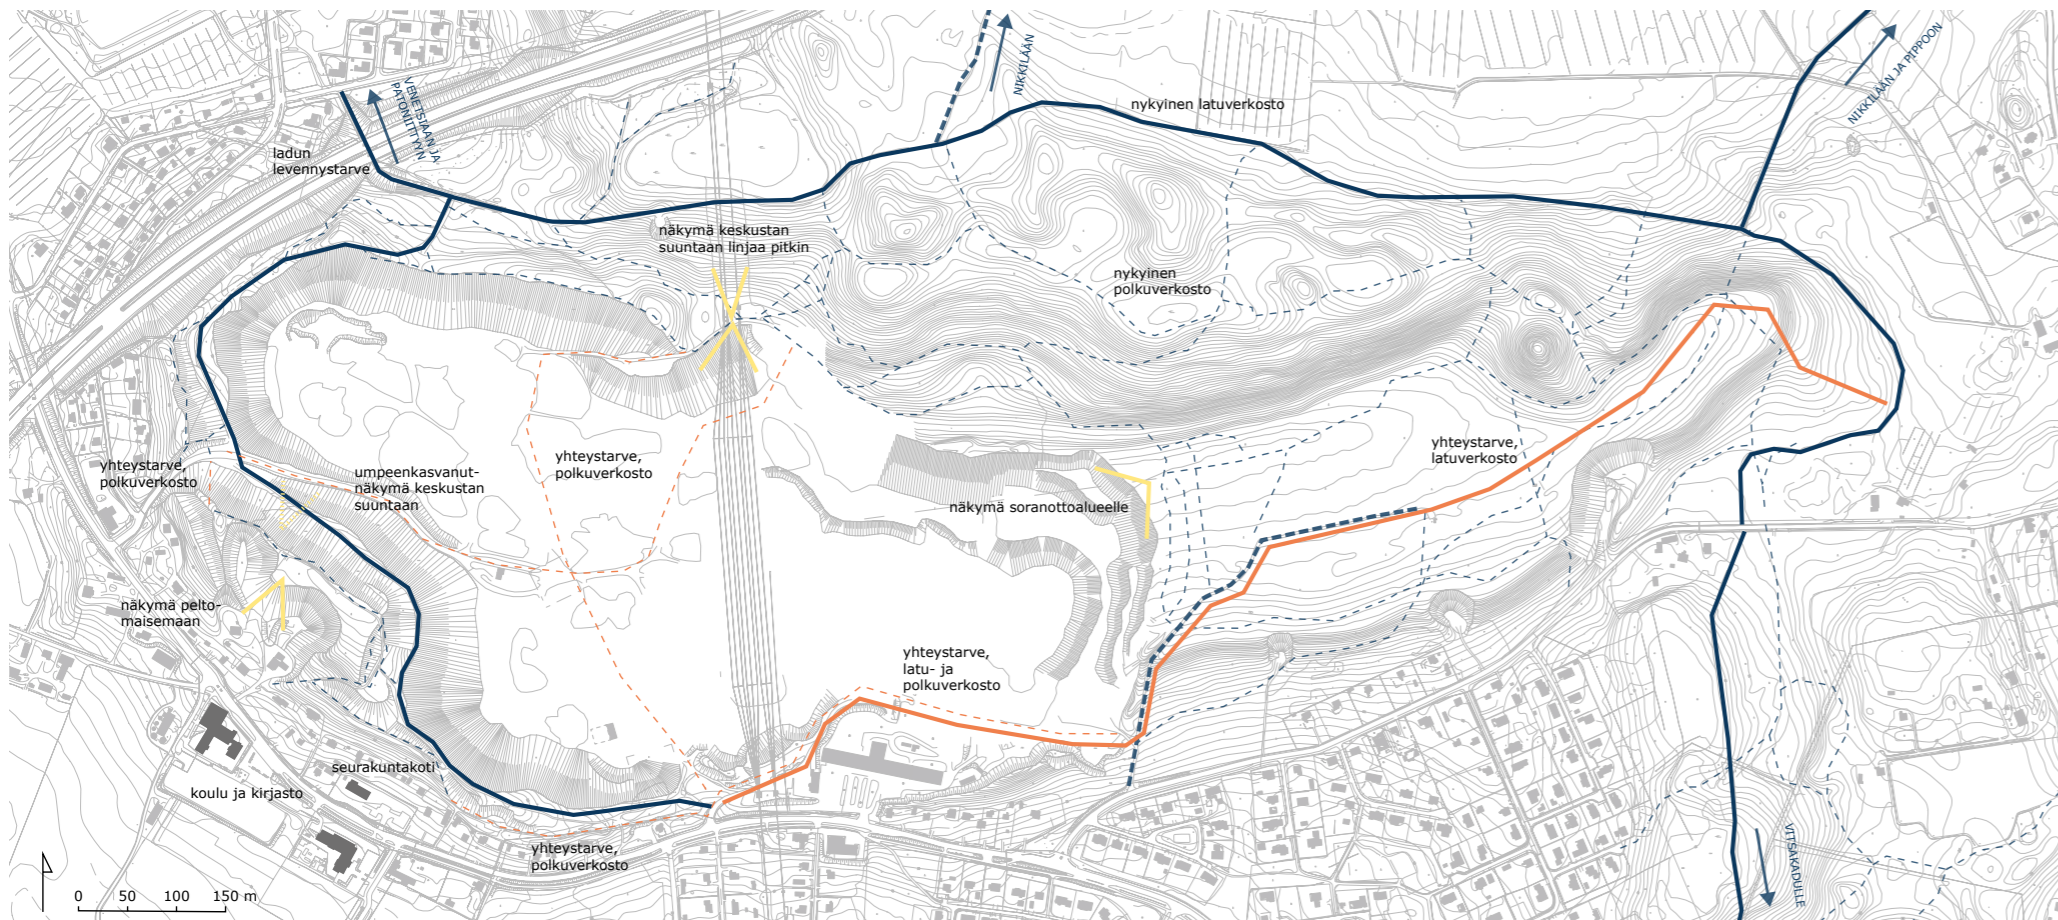 NIKKILÄÄN
NIKKILÄÄN JA PIPPOON
VENETSIAAN JA
PATONIITTYYN
nykyinen latuverkosto
ladun
levennystarve
näkymä keskustan
suuntaan linjaa pitkin
nykyinen
polkuverkosto
yhteystarve,
latuverkosto
yhteystarve,
polkuverkosto
umpeenkasvanut-
näkymä keskustan
suuntaan
yhteystarve,
polkuverkosto
näkymä soranottoalueelle
näkymä pelto-
maisemaan
yhteystarve,
latu- ja
polkuverkosto
seurakuntakoti
koulu ja kirjasto
yhteystarve,
polkuverkosto
VITSAKADULLE
0 50 100 150 m